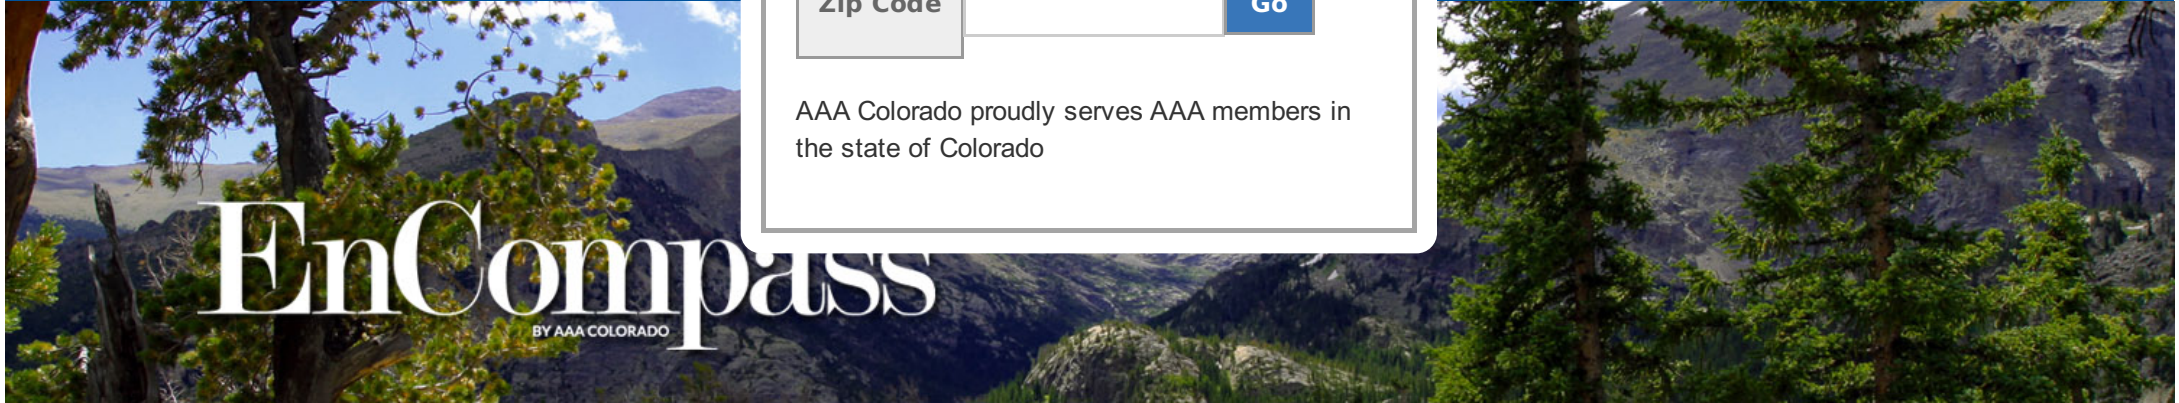 Zip Code
Go
AAA Colorado proudly serves AAA members in
the state of Colorado
EnCompass
BY AAA COLORADO